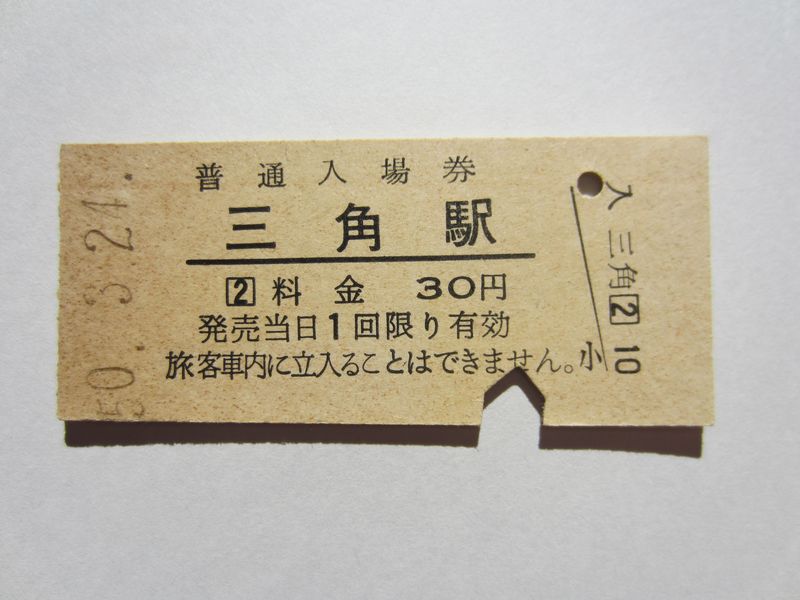 普通入場券
三角駅
2 料金 30円
発売当日1回限り有効
旅客車内に立入ることはできません。
入 三角 2 10
小
50. 3.24.